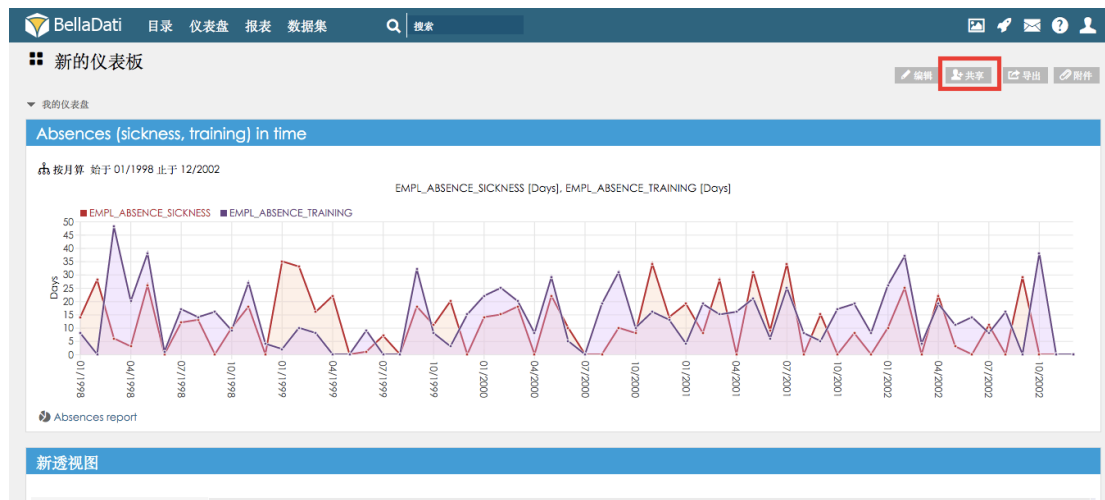 BellaDati 目录 仪表盘 报表 数据集 搜索
新的仪表板
编辑 共享 导出 附件
我的仪表盘
Absences (sickness, training) in time
按月算 始于 01/1998 止于 12/2002
EMPL_ABSENCE_SICKNESS [Days], EMPL_ABSENCE_TRAINING [Days]
EMPL_ABSENCE_SICKNESS EMPL_ABSENCE_TRAINING
50
45
40
35
30
25
20
15
10
5
0
Days
01/1998 04/1998 07/1998 10/1998 01/1999 04/1999 07/1999 10/1999 01/2000 04/2000 07/2000 10/2000 01/2001 04/2001 07/2001 10/2001 01/2002 04/2002 07/2002 10/2002
Absences report
新透视图